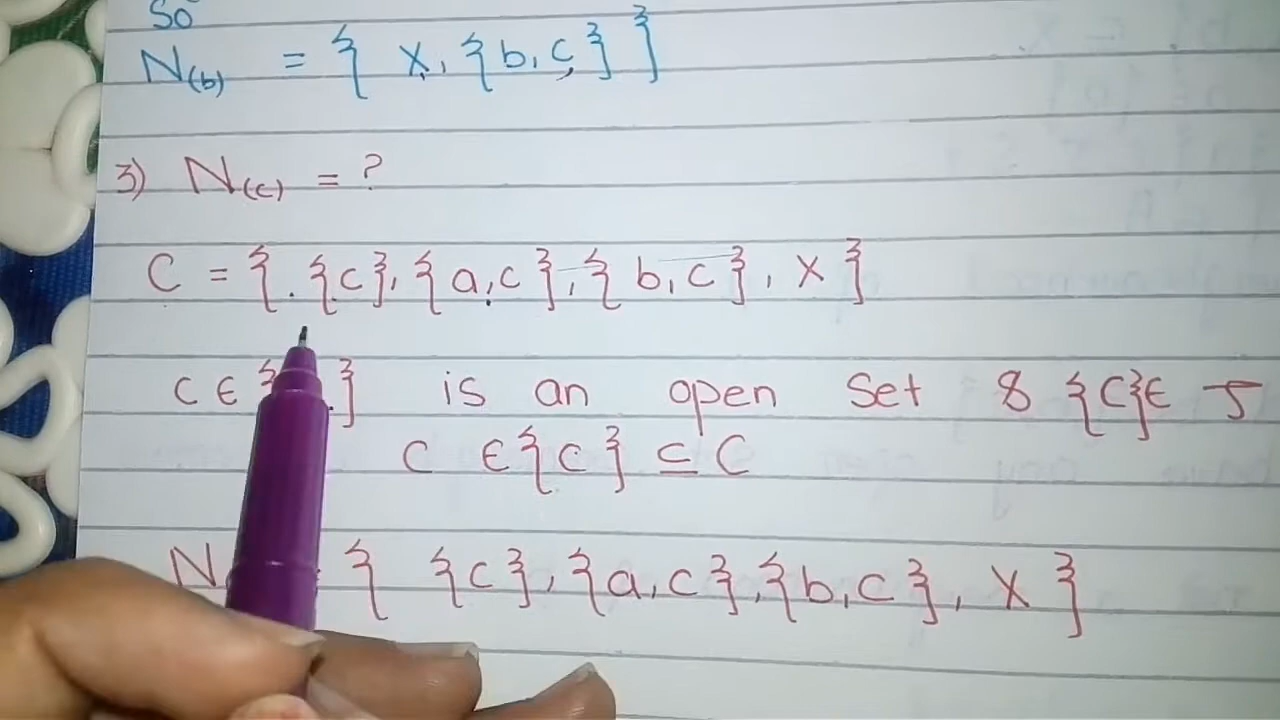 So
N(b) = { X, {b, c} }
3) N(c) = ?
C = { {c}, {a,c}, { b, c}, X }
C ∈ { } is an open Set & {C}∈ J
C ∈ {c} ⊆ C
N { {c}, {a,c}, {b,c}, X }